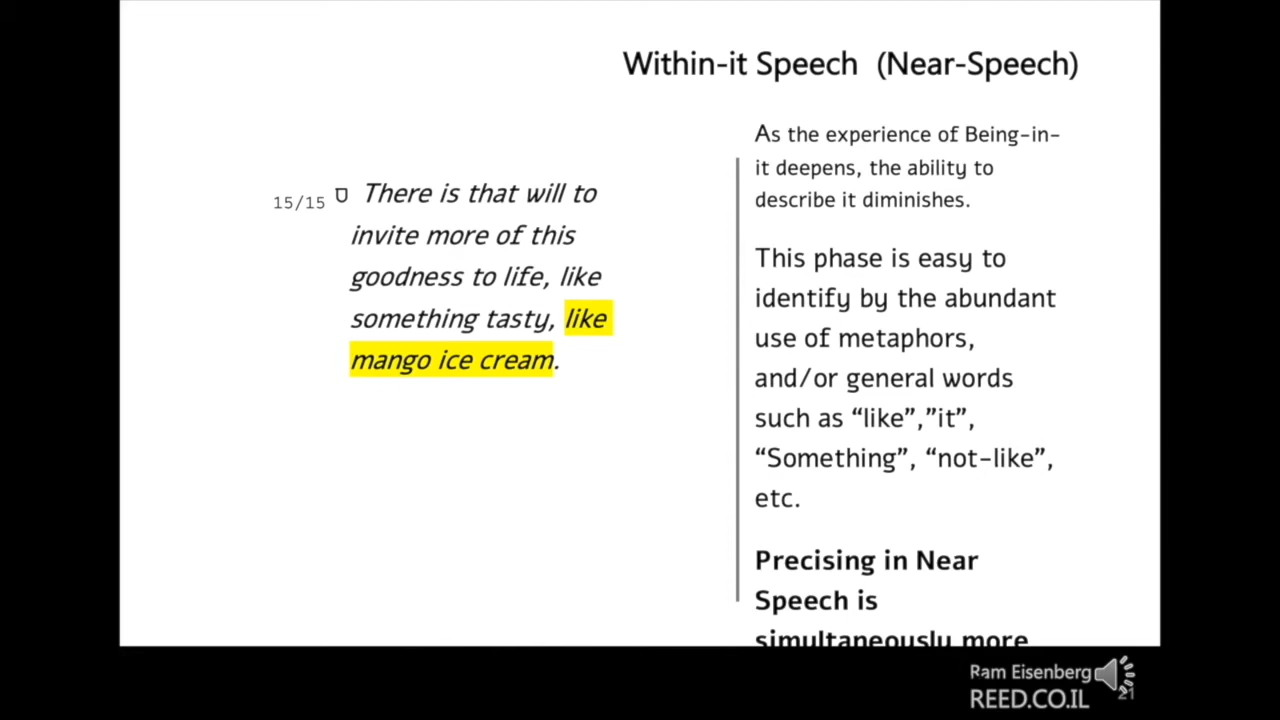 Within-it Speech (Near-Speech)
15/15 ס There is that will to
invite more of this
goodness to life, like
something tasty, like
mango ice cream.
As the experience of Being-in-
it deepens, the ability to
describe it diminishes.
This phase is easy to
identify by the abundant
use of metaphors,
and/or general words
such as “like”,”it”,
“Something”, “not-like”,
etc.
Precising in Near
Speech is
simultaneously more
Ram Eisenberg
REED.CO.IL
21